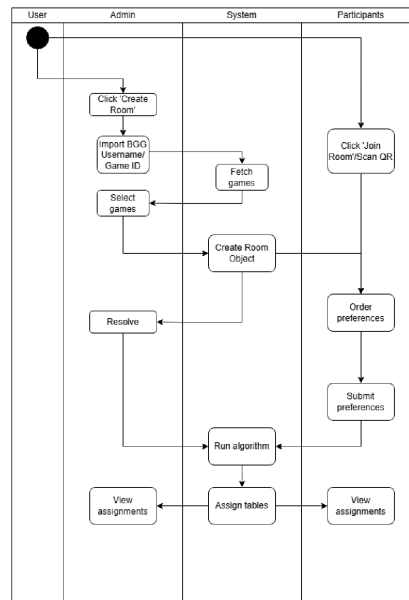 User
Admin
System
Participants
Click 'Create
Room'
Import BGG
Username/
Game ID
Click 'Join
Room'/Scan QR
Fetch
games
Select
games
Create Room
Object
Order
preferences
Resolve
Submit
preferences
Run algorithm
View
assignments
Assign tables
View
assignments